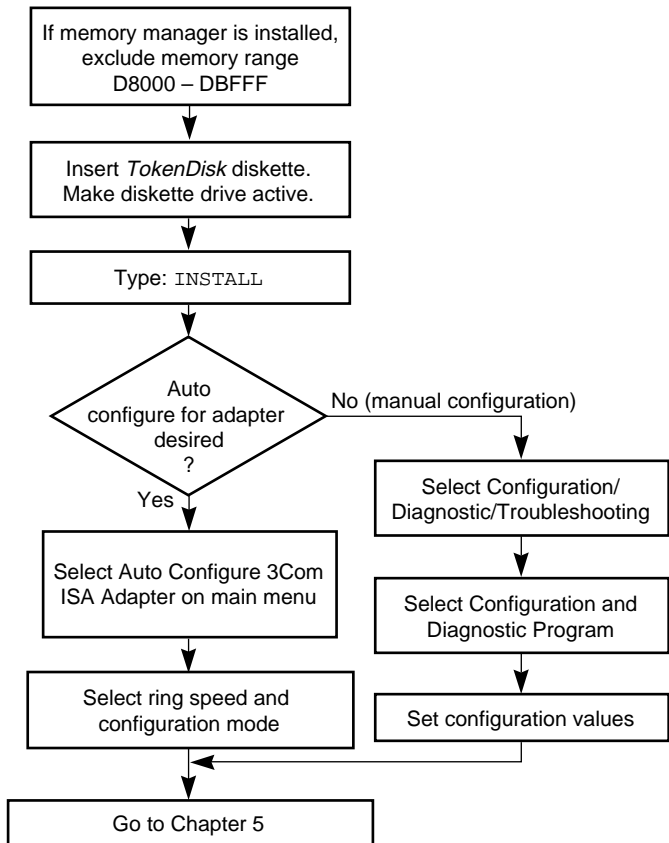 If memory manager is installed,
exclude memory range
D8000 – DBFFF
Insert TokenDisk diskette.
Make diskette drive active.
Type: INSTALL
Auto
configure for adapter
desired
?
No (manual configuration)
Yes
Select Configuration/
Diagnostic/Troubleshooting
Select Auto Configure 3Com
ISA Adapter on main menu
Select Configuration and
Diagnostic Program
Select ring speed and
configuration mode
Set configuration values
Go to Chapter 5